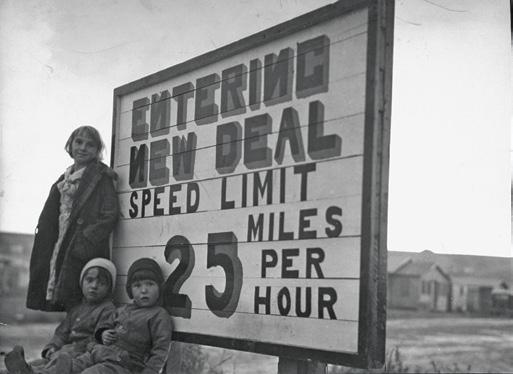 ENTERING
NEW DEAL
SPEED LIMIT
25 MILES
PER
HOUR